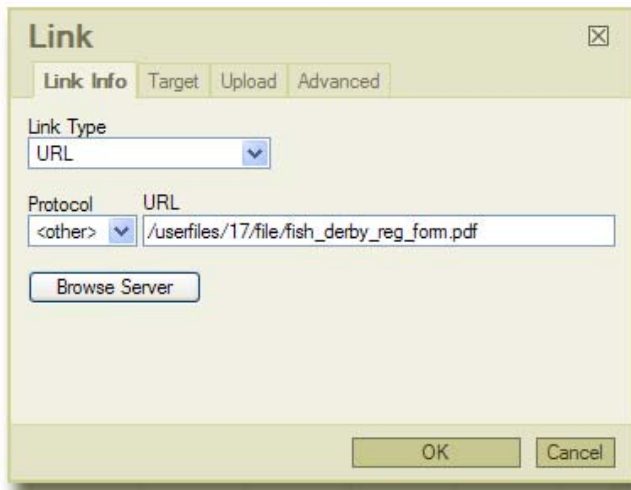 Link
Link Info Target Upload Advanced
Link Type
URL
Protocol URL
<other> /userfiles/17/file/fish_derby_reg_form.pdf
Browse Server
OK Cancel